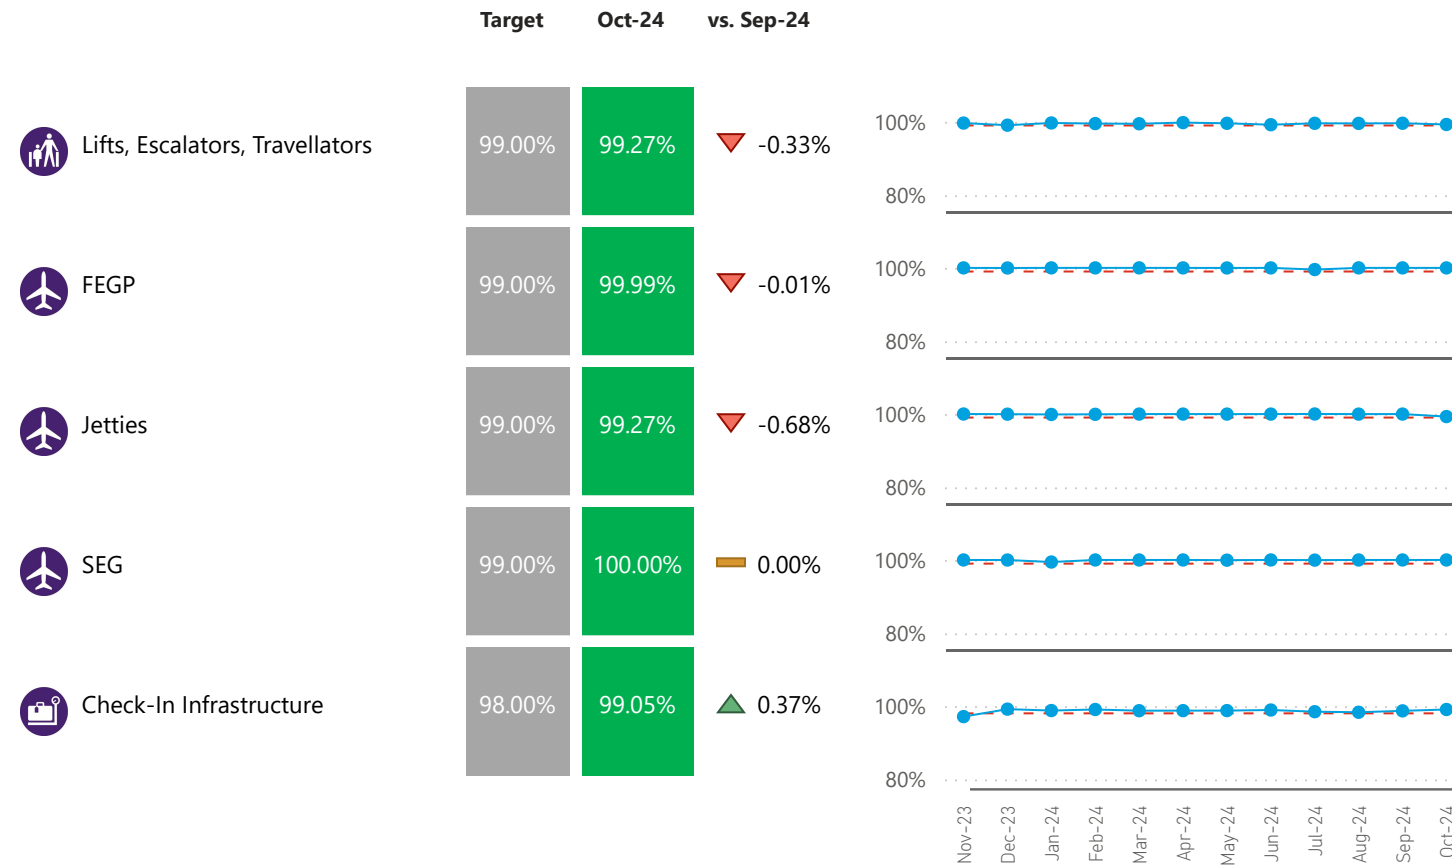 Target Oct-24 vs. Sep-24
Lifts, Escalators, Travellators 99.00% 99.27% -0.33%
100%
80%
FEGP 99.00% 99.99% -0.01%
100%
80%
Jetties 99.00% 99.27% -0.68%
100%
80%
SEG 99.00% 100.00% 0.00%
100%
80%
Check-In Infrastructure 98.00% 99.05% 0.37%
100%
80%
Nov-23 Dec-23 Jan-24 Feb-24 Mar-24 Apr-24 May-24 Jun-24 Jul-24 Aug-24 Sep-24 Oct-24